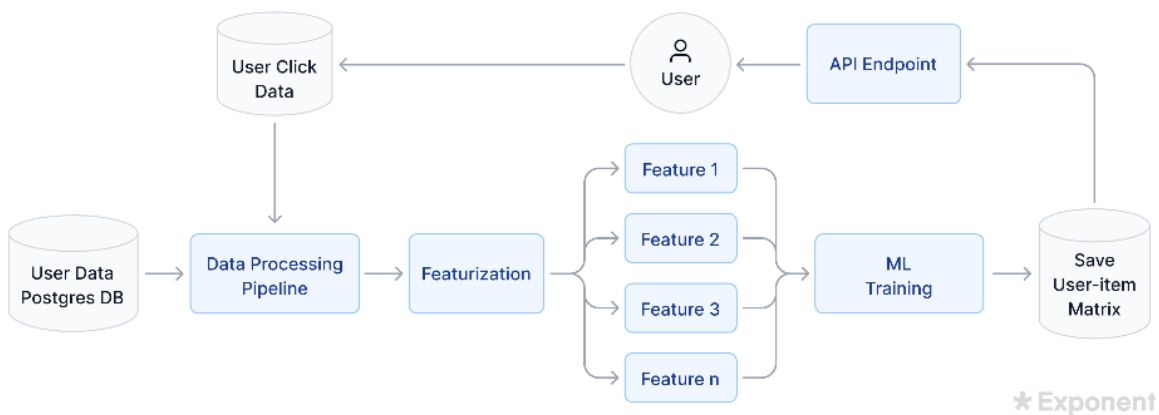 User Click
Data
User
API Endpoint
Feature 1
Feature 2
Feature 3
Feature n
User Data
Postgres DB
Data Processing
Pipeline
Featurization
ML
Training
Save
User-item
Matrix
Exponent